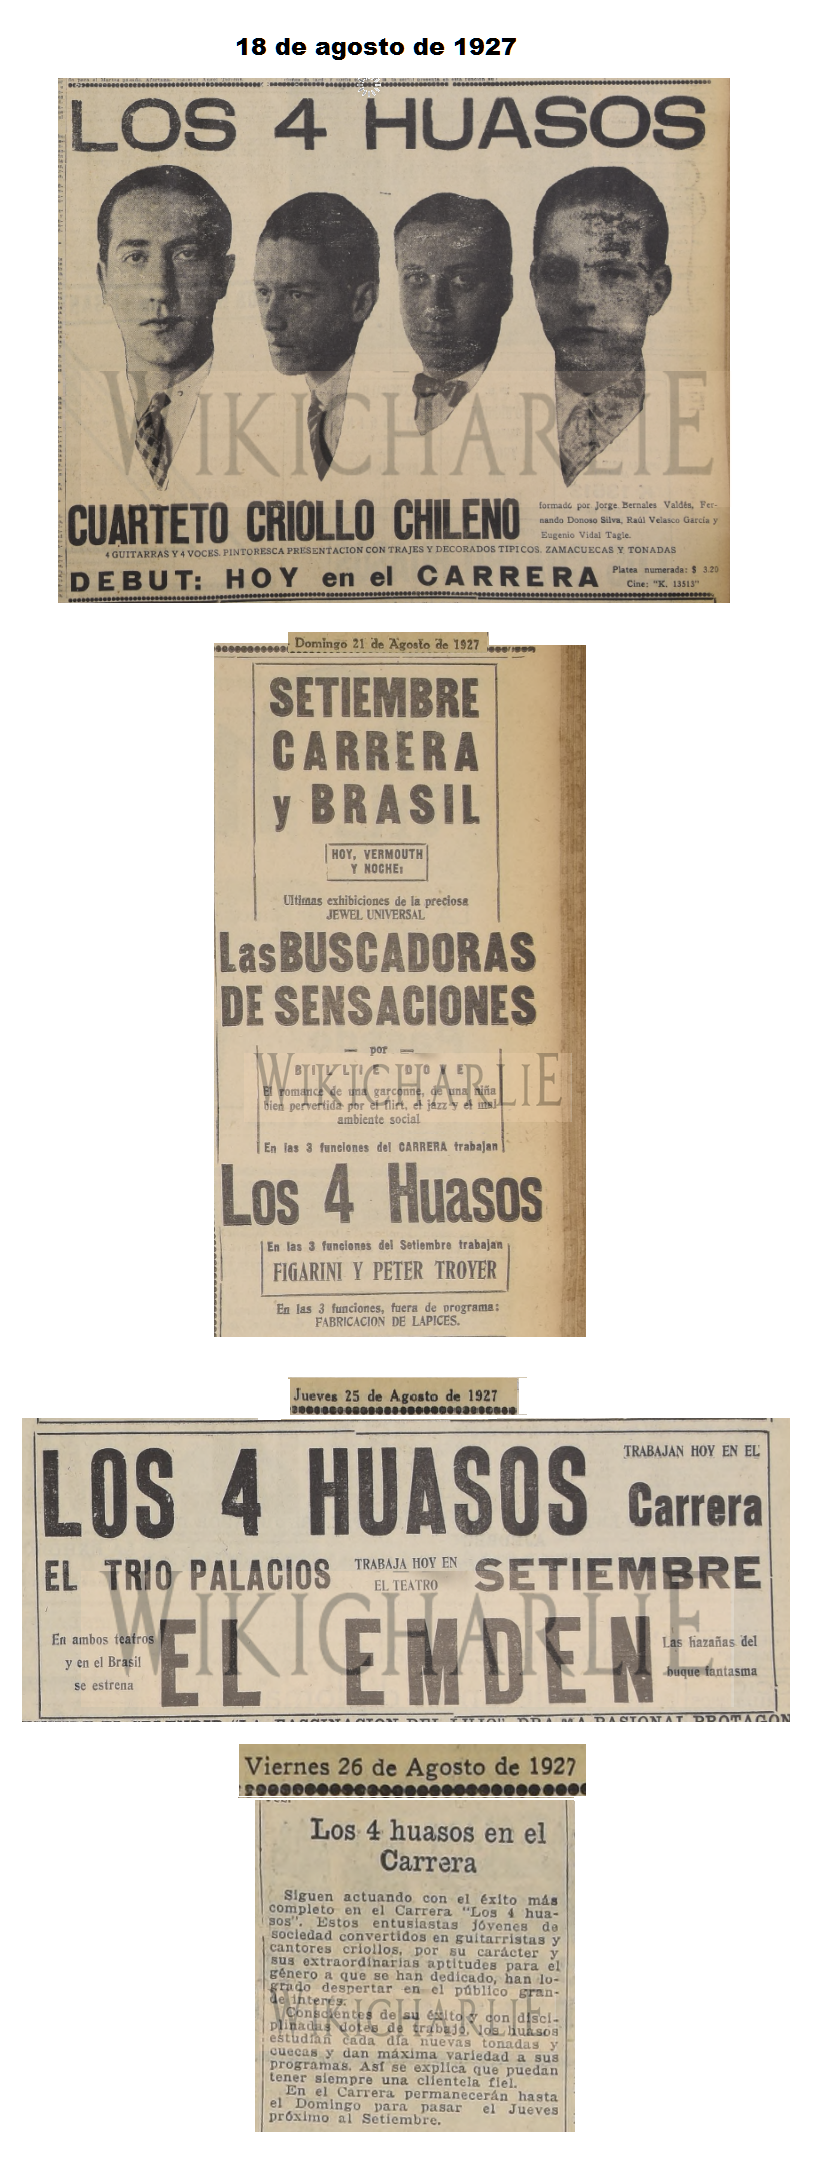 18 de agosto de 1927
LOS 4 HUASOS
WIKICHARLIE
CUARTETO CRIOLLO CHILENO
formado por Jorge Bernales Valdés, Fer-
nando Donoso Silva, Raúl Velasco García y
Eugenio Vidal Tagle.
4 GUITARRAS Y 4 VOCES. PINTORESCA PRESENTACION CON TRAJES Y DECORADOS TIPICOS. ZAMACUECAS Y TONADAS
DEBUT: HOY en el CARRERA
Platea numerada: $ 3.20
Cine: "K. 13513"
Domingo 21 de Agosto de 1927
SETIEMBRE
CARRERA
y BRASIL
HOY, VERMOUTH
Y NOCHE:
Ultimas exhibiciones de la preciosa
JEWEL UNIVERSAL
Las BUSCADORAS
DE SENSACIONES
— por —
BILLIE DOVE
WIKICHARLIE
El romance de una garconne, de una niña
bien pervertida por el flirt, el jazz y el mal
ambiente social
En las 3 funciones del CARRERA trabajan
Los 4 Huasos
En las 3 funciones del Setiembre trabajan
FIGARINI Y PETER TROYER
En las 3 funciones, fuera de programa:
FABRICACION DE LAPICES.
Jueves 25 de Agosto de 1927
LOS 4 HUASOS
TRABAJAN HOY EN EL
Carrera
EL TRIO PALACIOS
TRABAJA HOY EN
EL TEATRO
SETIEMBRE
WIKICHARLIE
En ambos teatros
y en el Brasil
se estrena
EL EMDEN
Las hazañas del
buque fantasma
Viernes 26 de Agosto de 1927
Los 4 huasos en el
Carrera
Siguen actuando con el éxito más
completo en el Carrera "Los 4 hua-
sos". Estos entusiastas jóvenes de
sociedad convertidos en guitarristas y
cantores criollos, por su carácter y
sus extraordinarias aptitudes para el
género a que se han dedicado, han lo-
grado despertar en el público gran-
de interés.
Conscientes de su éxito y con disci-
plinadas dotes de trabajo, los huasos
WIKICHARLIE
estudian cada día nuevas tonadas y
cuecas y dan máxima variedad a sus
programas. Así se explica que puedan
tener siempre una clientela fiel.
En el Carrera permanecerán hasta
el Domingo para pasar el Jueves
próximo al Setiembre.